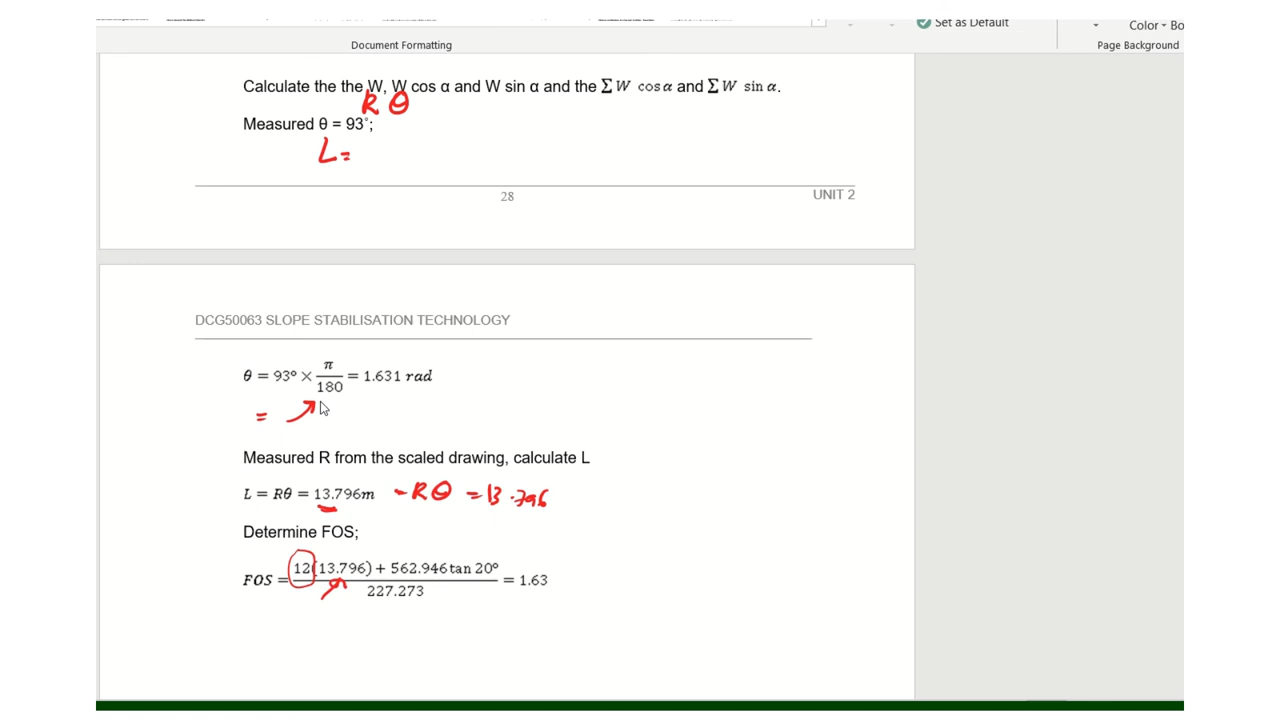 Set as Default
Color
Bo
Document Formatting
Page Background
Calculate the the W, W cos α and W sin α and the ∑ W cos α and ∑ W sin α.
R θ
Measured θ = 93°;
L =
28
UNIT 2
DCG50063 SLOPE STABILISATION TECHNOLOGY
θ = 93° × π/180 = 1.631 rad
=
Measured R from the scaled drawing, calculate L
L = Rθ = 13.796m - Rθ = 13.796
Determine FOS;
FOS = (12(13.796) + 562.946 tan 20°)/227.273 = 1.63